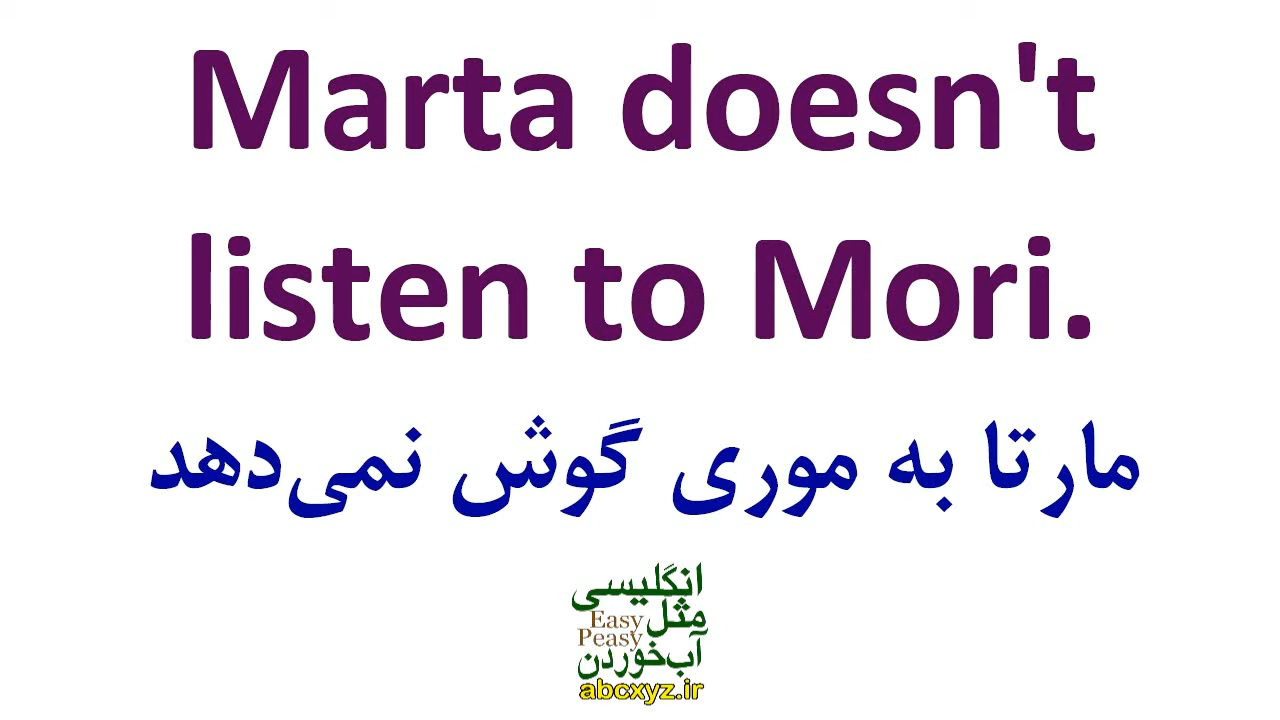 Marta doesn't
listen to Mori.
مارتا به موری گوش نمی‌دهد
انگلیسی
مثل
Easy
Peasy
آب‌خوردن
abcxyz.ir